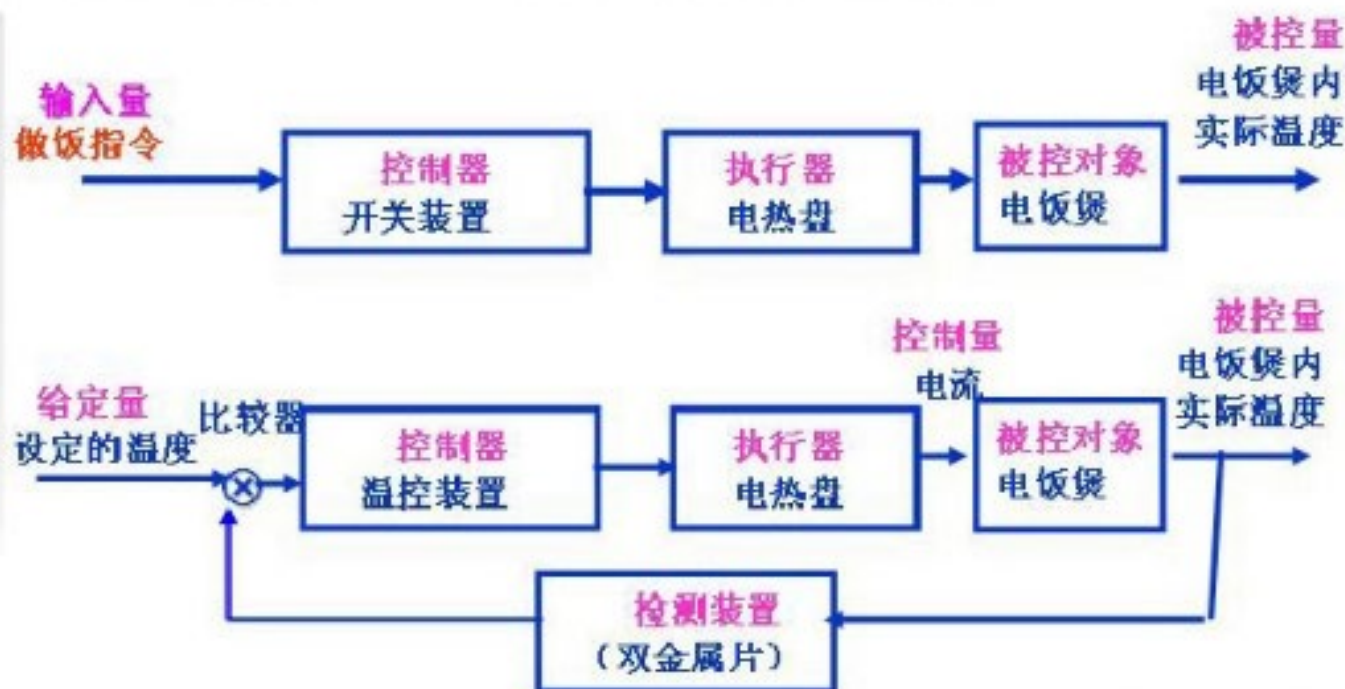 输入量
做饭指令
控制器
开关装置
执行器
电热盘
被控对象
电饭煲
被控量
电饭煲内
实际温度
给定量
设定的温度
比较器
控制器
温控装置
执行器
电热盘
控制量
电流
被控对象
电饭煲
被控量
电饭煲内
实际温度
检测装置
（双金属片）